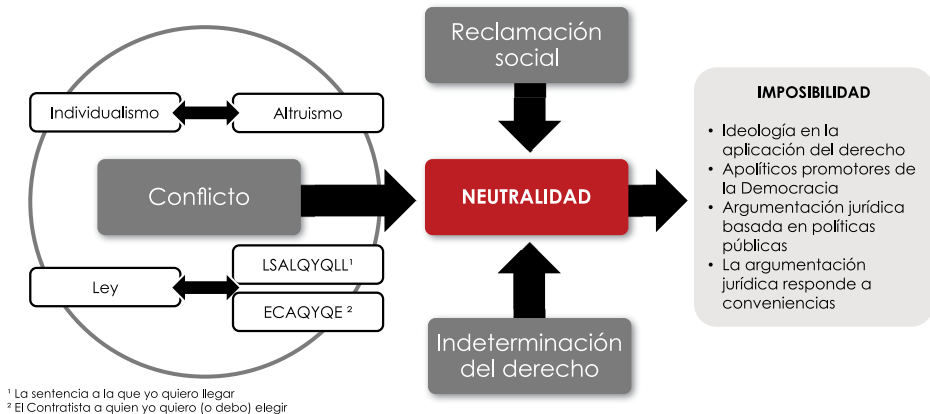 Reclamación
social
Individualismo
Altruismo
Conflicto
NEUTRALIDAD
Ley
LSALQYQLL¹
ECAQYQE ²
Indeterminación
del derecho
IMPOSIBILIDAD
• Ideología en la
aplicación del derecho
• Apolíticos promotores de
la Democracia
• Argumentación jurídica
basada en políticas
públicas
• La argumentación
jurídica responde a
conveniencias
¹ La sentencia a la que yo quiero llegar
² El Contratista a quien yo quiero (o debo) elegir